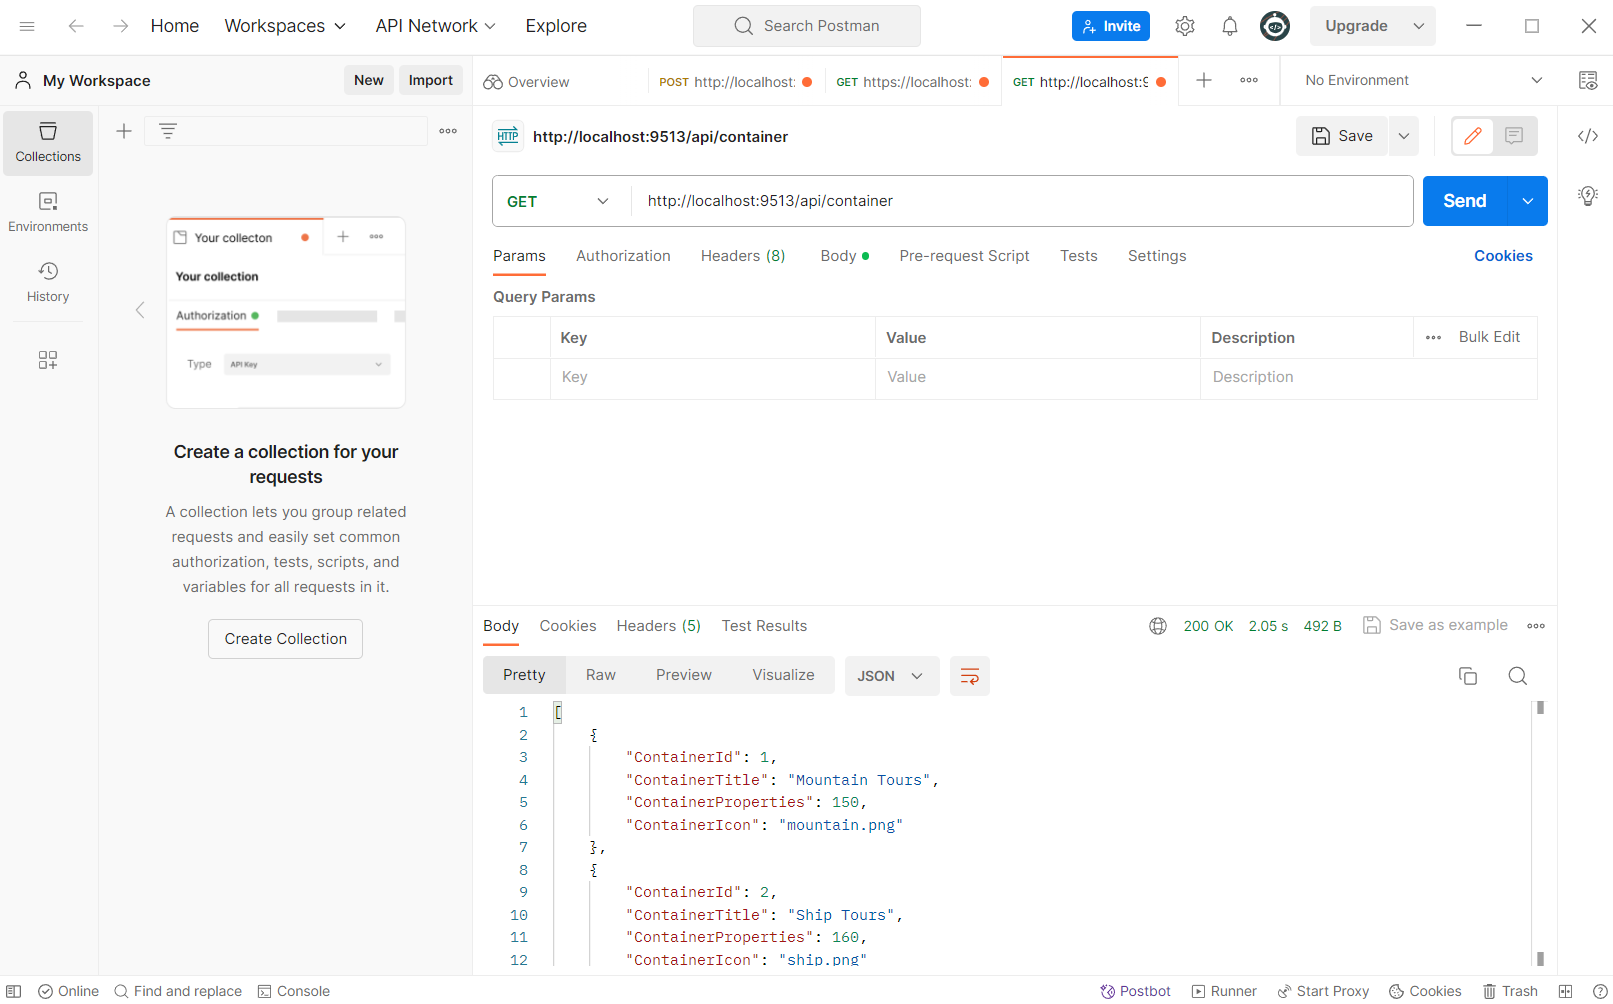 Home Workspaces API Network Explore Search Postman Invite Upgrade
My Workspace New Import
Overview POST http://localhost: GET https://localhost: GET http://localhost:9 No Environment
Collections
Environments
History
Your collecton
Your collection
Authorization
Type API Key
Create a collection for your
requests
A collection lets you group related
requests and easily set common
authorization, tests, scripts, and
variables for all requests in it.
Create Collection
HTTP http://localhost:9513/api/container Save
GET http://localhost:9513/api/container Send
Params Authorization Headers (8) Body Pre-request Script Tests Settings Cookies
Query Params
Key Value Description Bulk Edit
Key Value Description
Body Cookies Headers (5) Test Results 200 OK 2.05 s 492 B Save as example
Pretty Raw Preview Visualize JSON
1 [
2 {
3 "ContainerId": 1,
4 "ContainerTitle": "Mountain Tours",
5 "ContainerProperties": 150,
6 "ContainerIcon": "mountain.png"
7 },
8 {
9 "ContainerId": 2,
10 "ContainerTitle": "Ship Tours",
11 "ContainerProperties": 160,
12 "ContainerIcon": "ship.png"
Online Find and replace Console Postbot Runner Start Proxy Cookies Trash